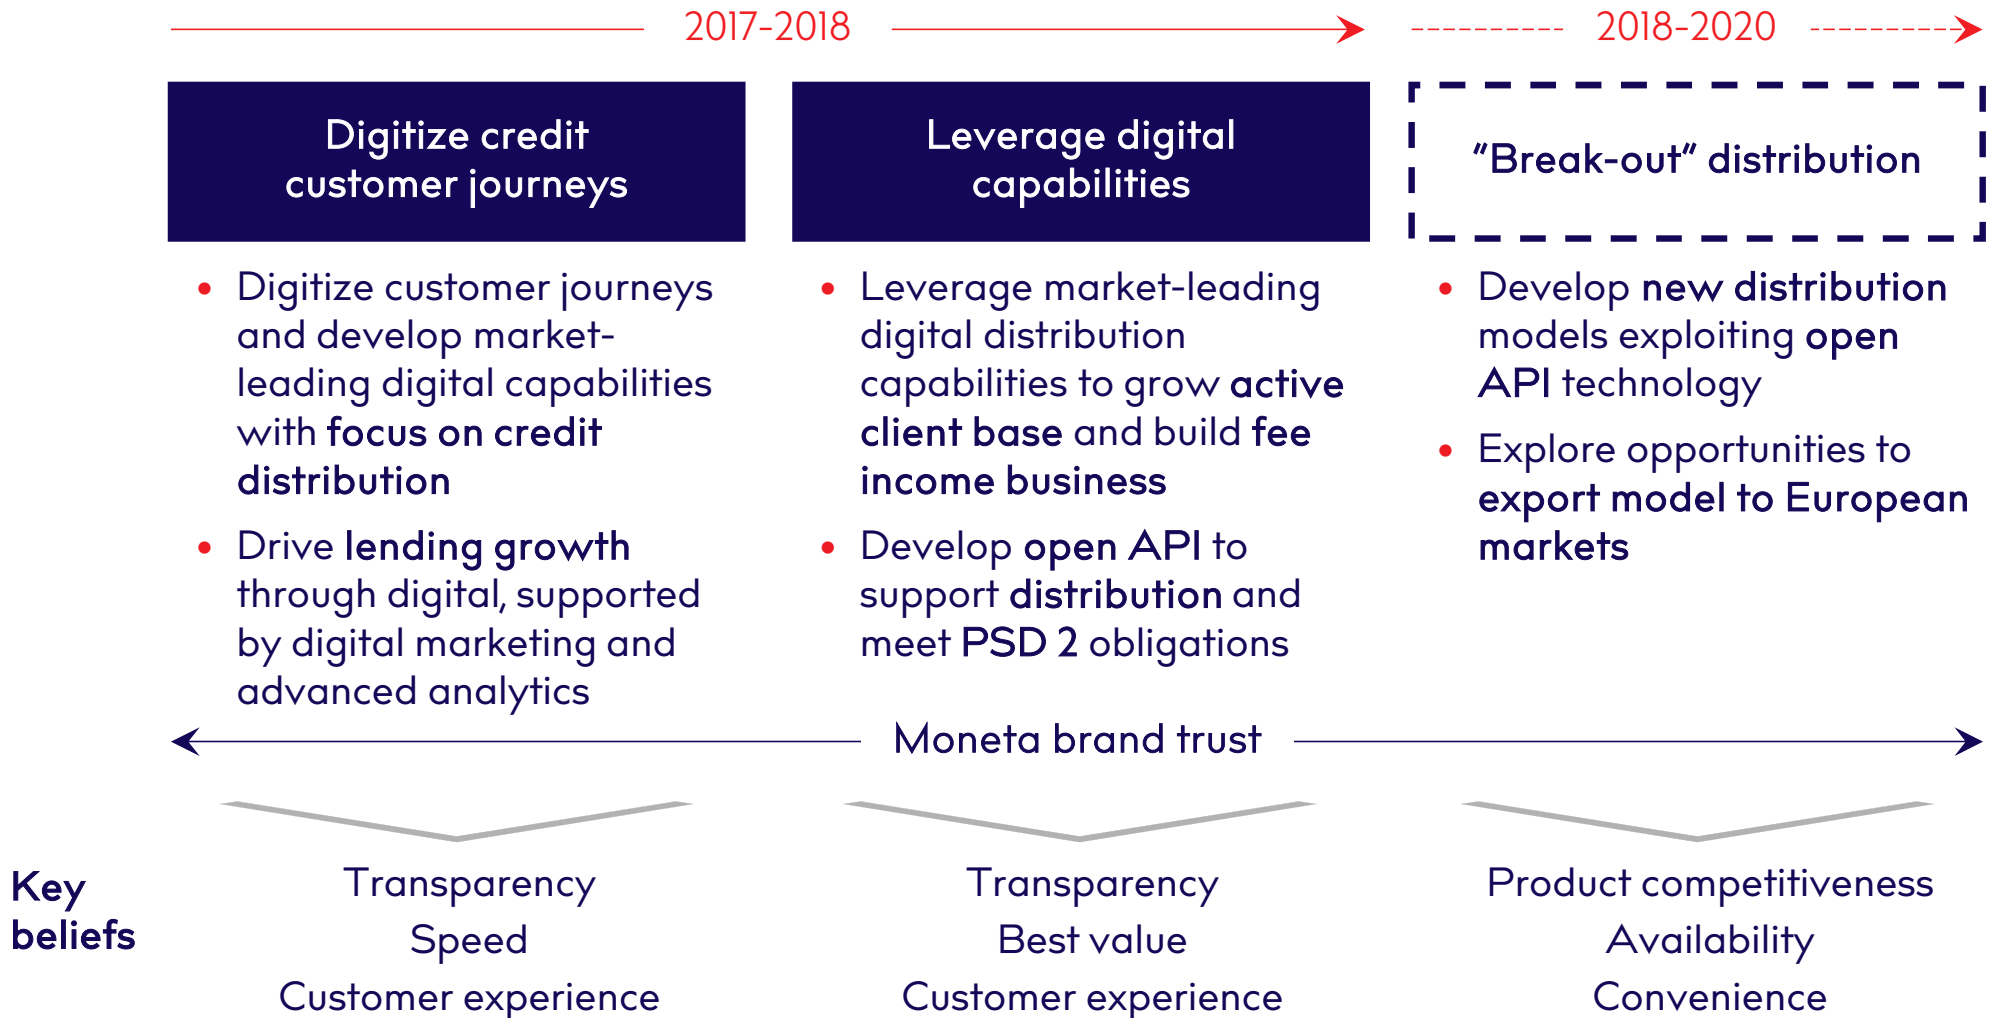 2017-2018
2018-2020
Digitize credit
customer journeys
Leverage digital
capabilities
"Break-out" distribution
• Digitize customer journeys
and develop market-
leading digital capabilities
with focus on credit
distribution
• Drive lending growth
through digital, supported
by digital marketing and
advanced analytics
• Leverage market-leading
digital distribution
capabilities to grow active
client base and build fee
income business
• Develop open API to
support distribution and
meet PSD 2 obligations
• Develop new distribution
models exploiting open
API technology
• Explore opportunities to
export model to European
markets
Moneta brand trust
Key
beliefs
Transparency
Speed
Customer experience
Transparency
Best value
Customer experience
Product competitiveness
Availability
Convenience